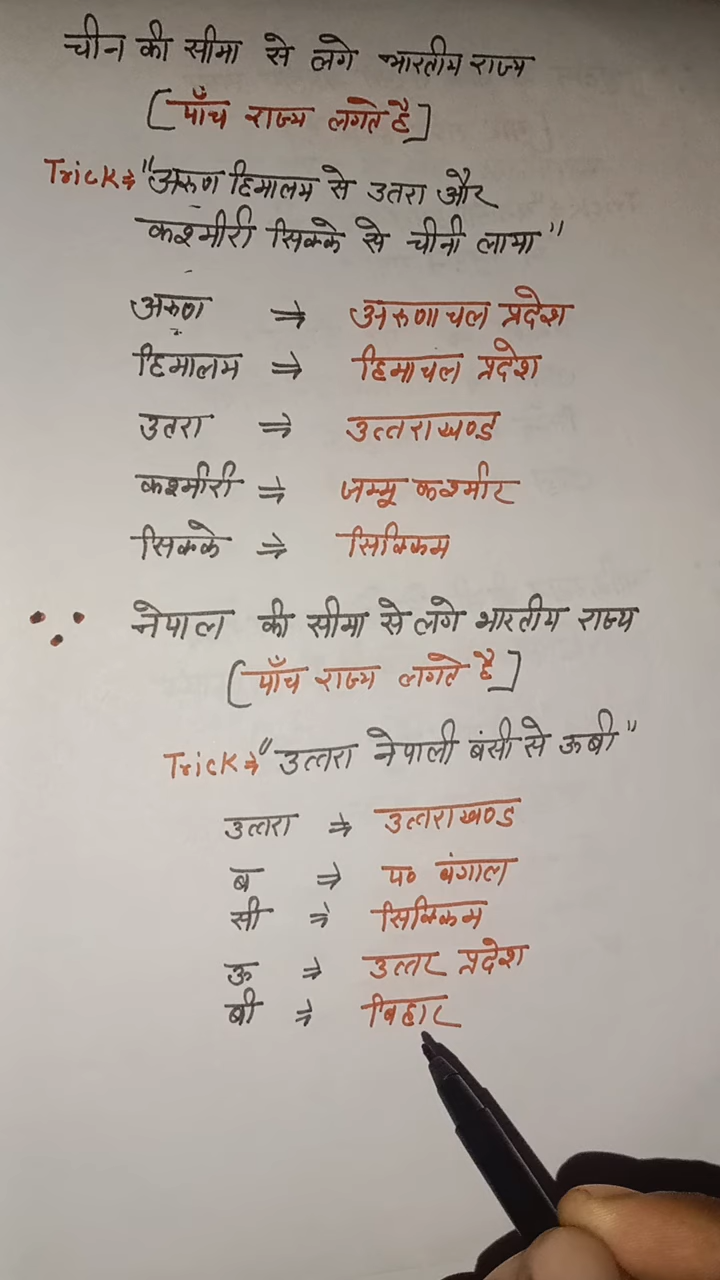 चीन की सीमा से लगे भारतीय राज्य
[पाँच राज्य लगते है]
Trick⇒ "अरुण हिमालय से उतरा और
कश्मीरी सिक्के से चीनी लाया"
अरुण ⇒ अरुणाचल प्रदेश
हिमालय ⇒ हिमाचल प्रदेश
उतरा ⇒ उत्तराखण्ड
कश्मीरी ⇒ जम्मू कश्मीर
सिक्के ⇒ सिक्किम
नेपाल की सीमा से लगे भारतीय राज्य
[पाँच राज्य लगते है]
Trick⇒ "उत्तरा नेपाली बंसी से ऊबी"
उत्तरा ⇒ उत्तराखण्ड
ब ⇒ प० बंगाल
सी ⇒ सिक्किम
ऊ ⇒ उत्तर प्रदेश
बी ⇒ बिहार